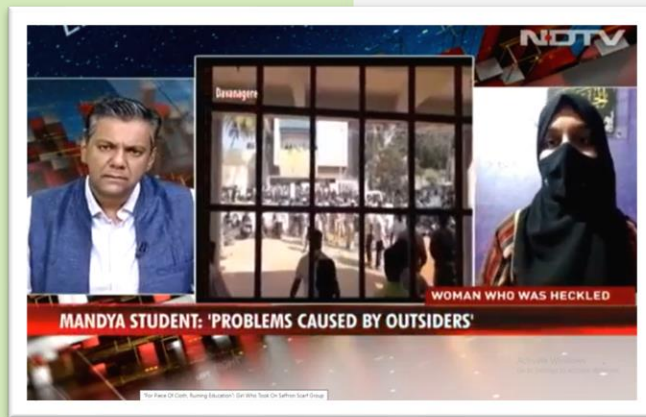 NDTV
Davanagere
WOMAN WHO WAS HECKLED
MANDYA STUDENT: 'PROBLEMS CAUSED BY OUTSIDERS'
"For Piece Of Cloth, Ruining Education": Girl Who Took On Saffron Scarf Group